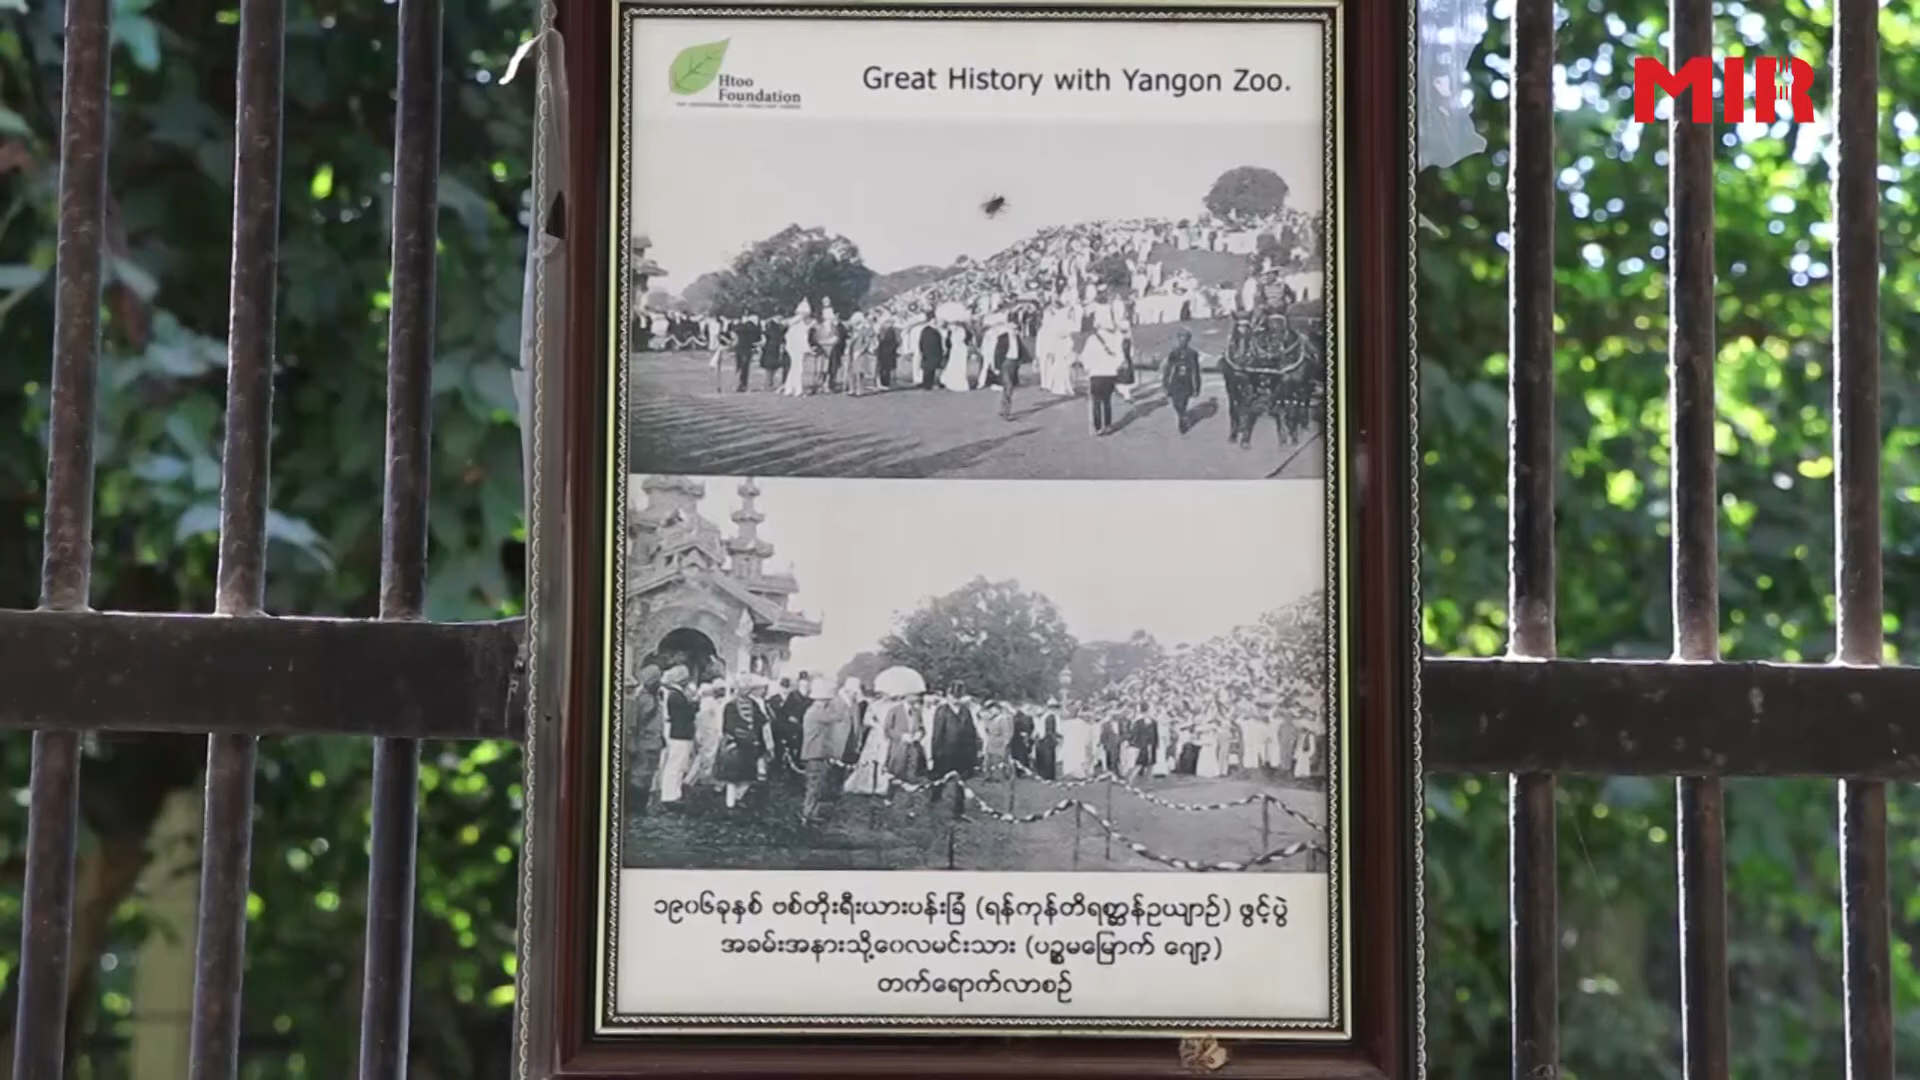 Htoo
Foundation
Great History with Yangon Zoo.
MIR
၁၉၀၆ခုနှစ် ဗစ်တိုးရီးယားပန်းခြံ (ရန်ကုန်တိရစ္ဆာန်ဥယျာဉ်) ဖွင့်ပွဲ
အခမ်းအနားသို့ဝေလမင်းသား (ပဉ္စမမြောက် ဂျော့)
တက်ရောက်လာစဉ်